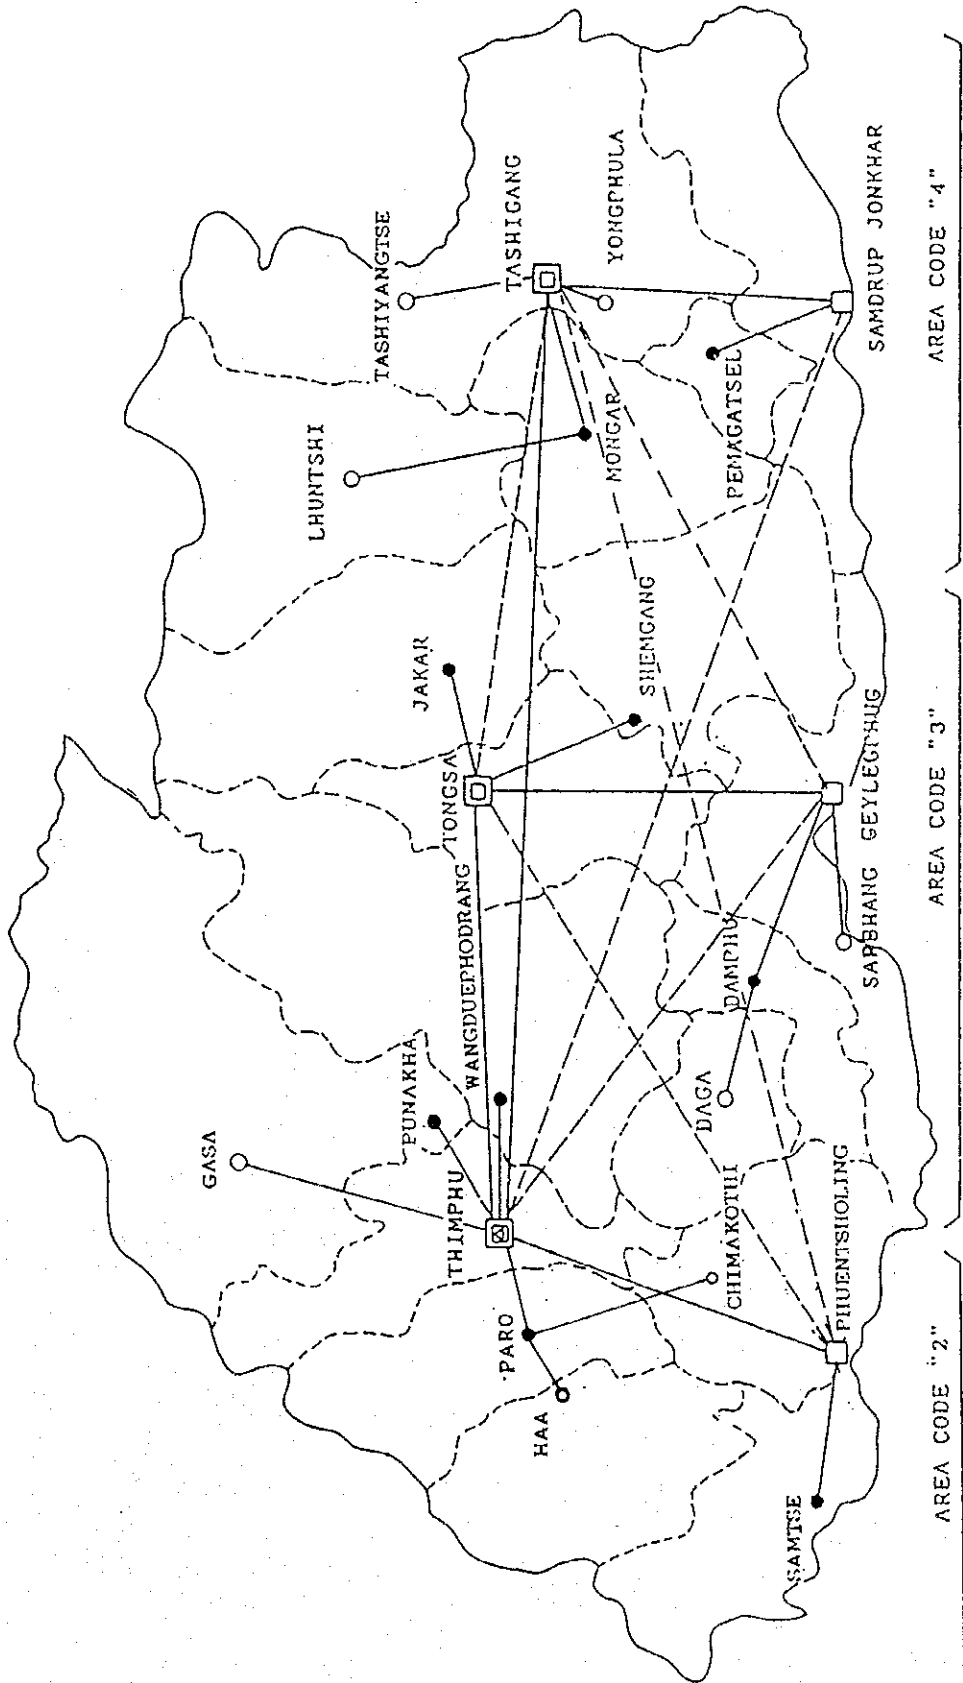 GASA
PUNAKHA
THIMPHU
WANGDUEPHODRANG
PARO
HAA
CHIMAKOTHI
PHUENTSHOLING
SAMTSE
DAGA
DAMPHU
TONGSA
JAKAR
SHEMGANG
SARBHANG GEYLEGPHUG
LHUNTSHI
MONGAR
TASHIYANGTSE
TASHIGANG
YONGPHULA
PEMAGATSEL
SAMDRUP JONKHAR
AREA CODE "2"
AREA CODE "3"
AREA CODE "4"